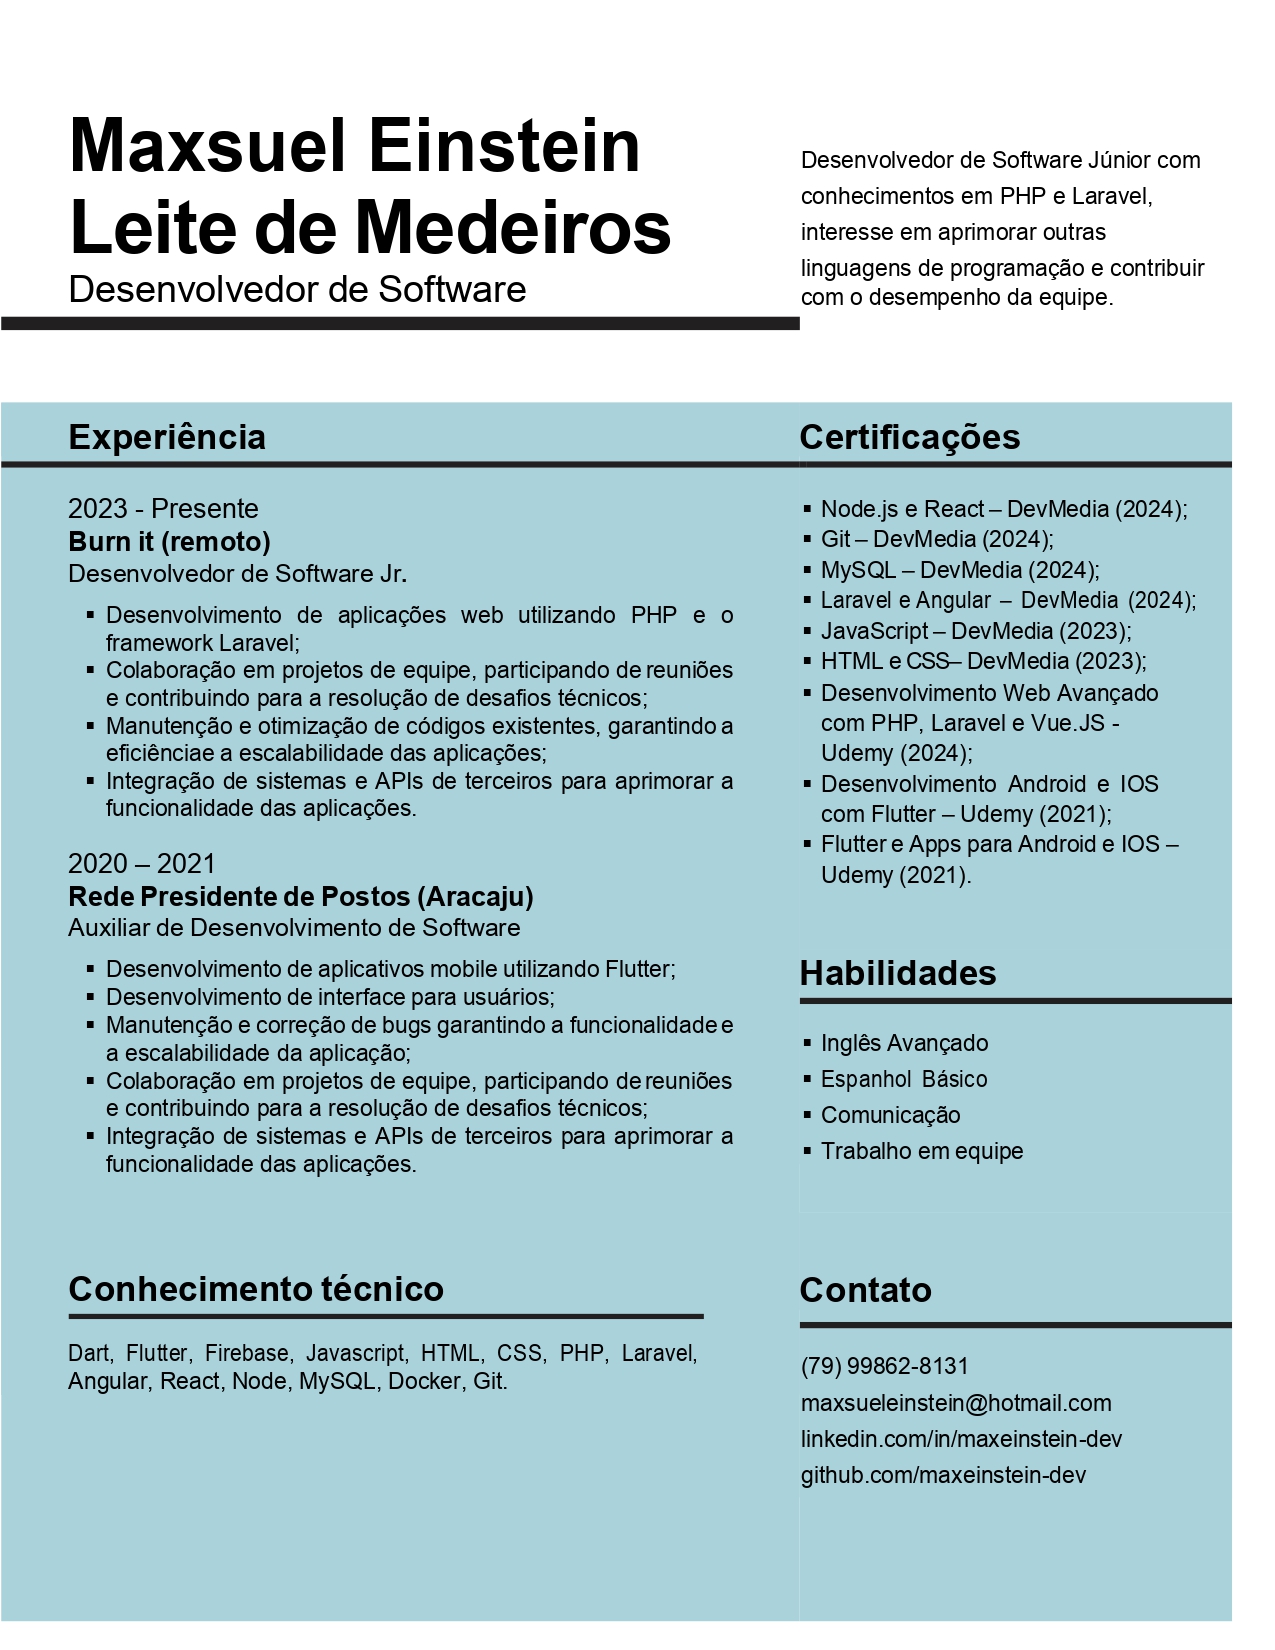 Maxsuel Einstein
Leite de Medeiros
Desenvolvedor de Software
Desenvolvedor de Software Júnior com
conhecimentos em PHP e Laravel,
interesse em aprimorar outras
linguagens de programação e contribuir
com o desempenho da equipe.
Experiência
2023 - Presente
Burn it (remoto)
Desenvolvedor de Software Jr.
▪ Desenvolvimento de aplicações web utilizando PHP e o
framework Laravel;
▪ Colaboração em projetos de equipe, participando de reuniões
e contribuindo para a resolução de desafios técnicos;
▪ Manutenção e otimização de códigos existentes, garantindo a
eficiênciae a escalabilidade das aplicações;
▪ Integração de sistemas e APIs de terceiros para aprimorar a
funcionalidade das aplicações.
2020 – 2021
Rede Presidente de Postos (Aracaju)
Auxiliar de Desenvolvimento de Software
▪ Desenvolvimento de aplicativos mobile utilizando Flutter;
▪ Desenvolvimento de interface para usuários;
▪ Manutenção e correção de bugs garantindo a funcionalidade e
a escalabilidade da aplicação;
▪ Colaboração em projetos de equipe, participando de reuniões
e contribuindo para a resolução de desafios técnicos;
▪ Integração de sistemas e APIs de terceiros para aprimorar a
funcionalidade das aplicações.
Conhecimento técnico
Dart, Flutter, Firebase, Javascript, HTML, CSS, PHP, Laravel,
Angular, React, Node, MySQL, Docker, Git.
Certificações
▪ Node.js e React – DevMedia (2024);
▪ Git – DevMedia (2024);
▪ MySQL – DevMedia (2024);
▪ Laravel e Angular – DevMedia (2024);
▪ JavaScript – DevMedia (2023);
▪ HTML e CSS– DevMedia (2023);
▪ Desenvolvimento Web Avançado
com PHP, Laravel e Vue.JS -
Udemy (2024);
▪ Desenvolvimento Android e IOS
com Flutter – Udemy (2021);
▪ Flutter e Apps para Android e IOS –
Udemy (2021).
Habilidades
▪ Inglês Avançado
▪ Espanhol Básico
▪ Comunicação
▪ Trabalho em equipe
Contato
(79) 99862-8131
maxsueleinstein@hotmail.com
linkedin.com/in/maxeinstein-dev
github.com/maxeinstein-dev